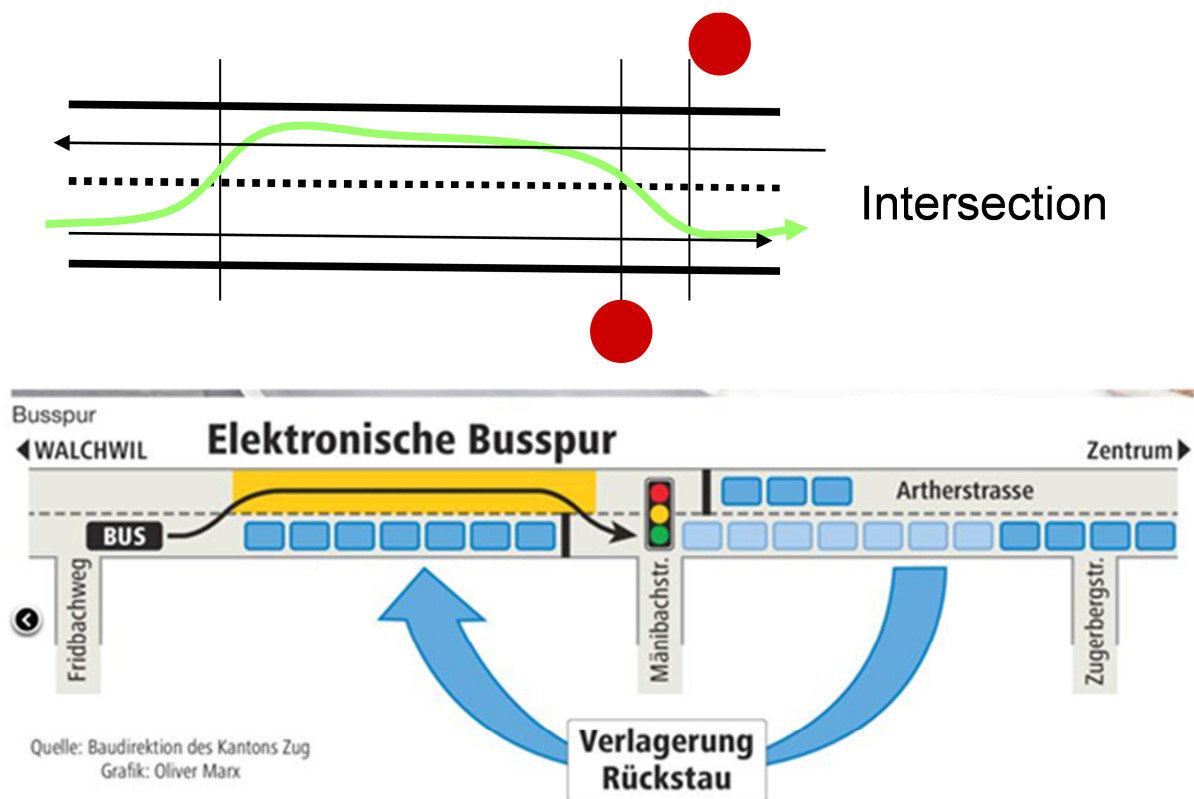 Intersection
Busspur
WALCHWIL
Elektronische Busspur
Zentrum
Artherstrasse
BUS
Fridbachweg
Mänibachstr.
Zugerbergstr.
Verlagerung
Rückstau
Quelle: Baudirektion des Kantons Zug
Grafik: Oliver Marx